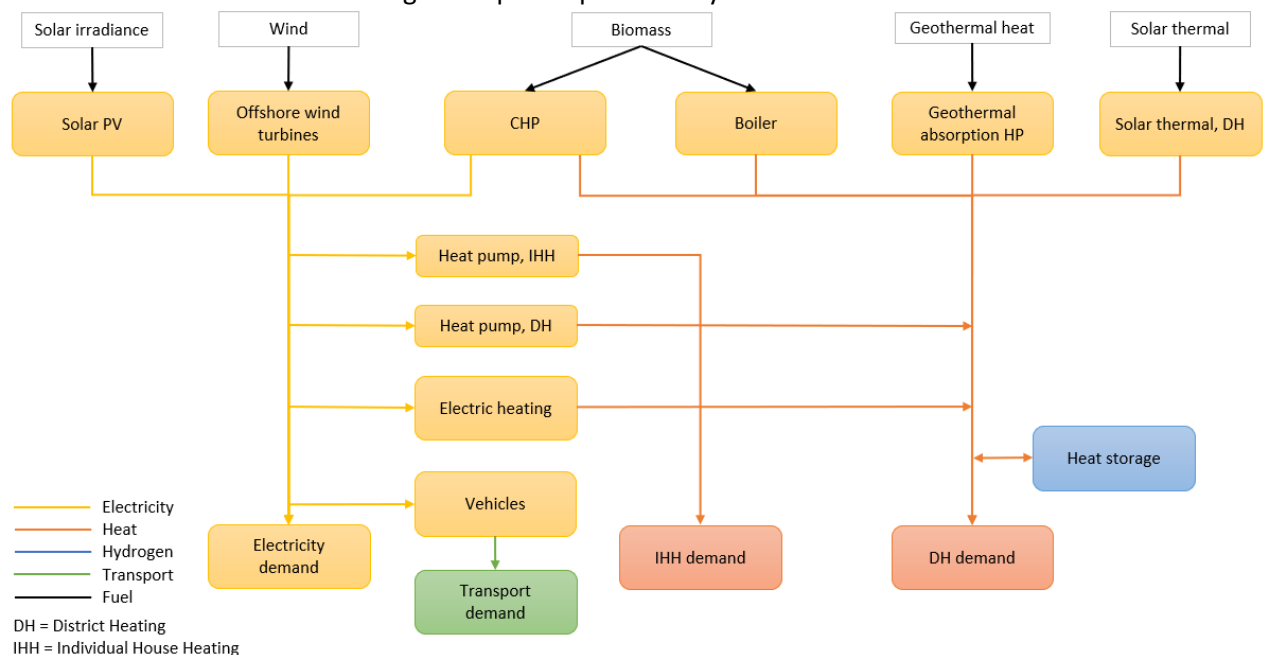 Solar irradiance
Wind
Biomass
Geothermal heat
Solar thermal
Solar PV
Offshore wind
turbines
CHP
Boiler
Geothermal
absorption HP
Solar thermal, DH
Heat pump, IHH
Heat pump, DH
Electric heating
Heat storage
Vehicles
Electricity
Heat
Hydrogen
Transport
Fuel
Electricity
demand
IHH demand
DH demand
Transport
demand
DH = District Heating
IHH = Individual House Heating